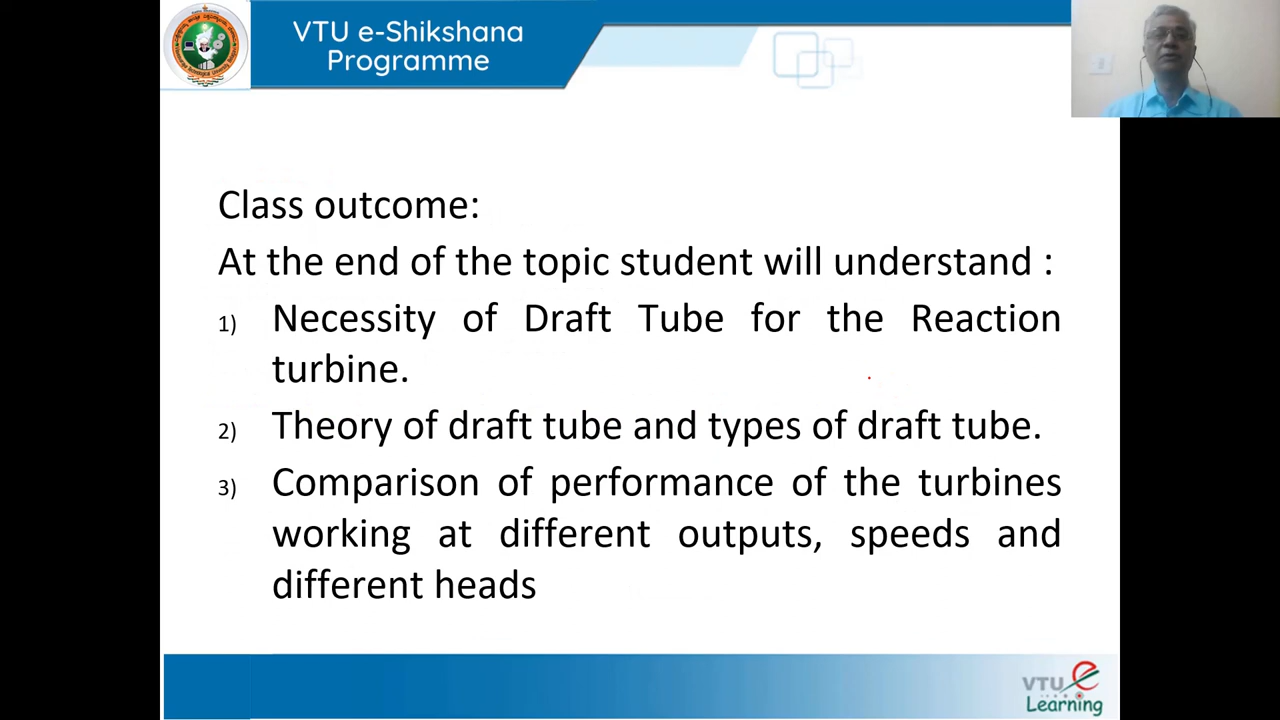 VTU e-Shikshana
Programme
Class outcome:
At the end of the topic student will understand :
1) Necessity of Draft Tube for the Reaction
turbine.
2) Theory of draft tube and types of draft tube.
3) Comparison of performance of the turbines
working at different outputs, speeds and
different heads
VTU e
Learning